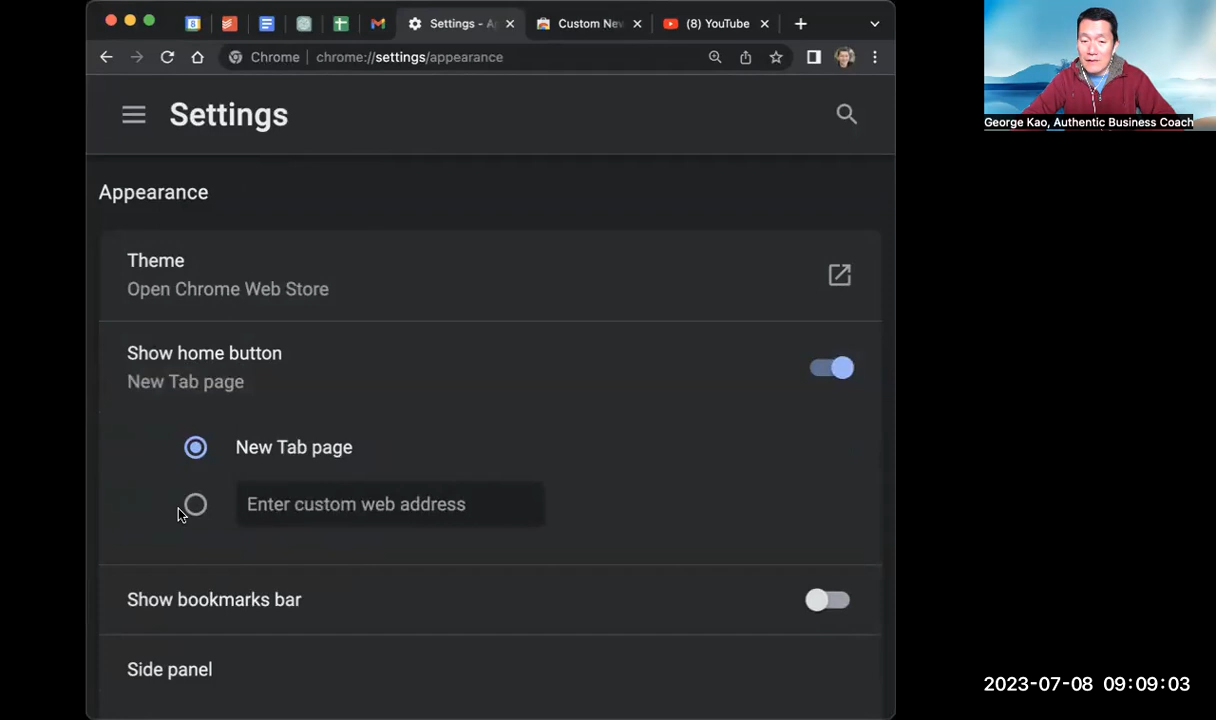 8
Settings - A
Custom New
(8) YouTube
Chrome
chrome://settings/appearance
George Kao, Authentic Business Coach
Settings
Appearance
Theme
Open Chrome Web Store
Show home button
New Tab page
New Tab page
Enter custom web address
Show bookmarks bar
Side panel
2023-07-08 09:09:03